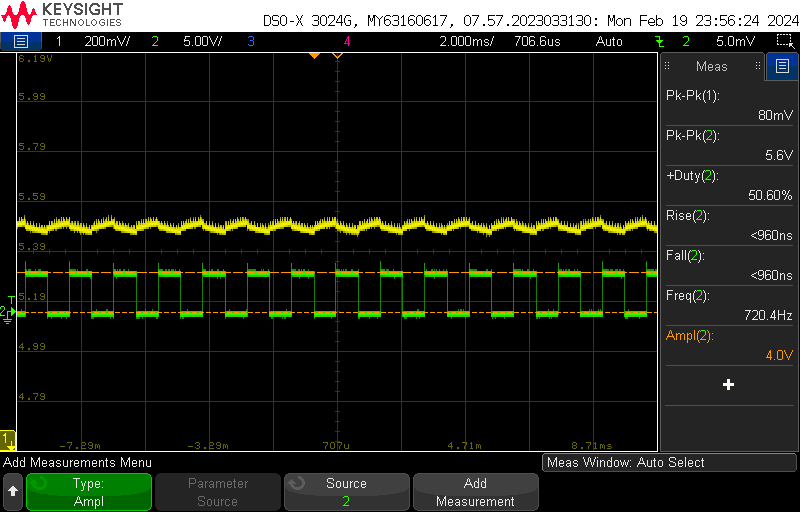 KEYSIGHT
TECHNOLOGIES
DSO-X 3024G, MY63160617, 07.57.2023033130: Mon Feb 19 23:56:24 2024
1 200mV/ 2 5.00V/ 3 4 2.000ms/ 706.6us Auto 2 5.0mV
6.19V
5.99
5.79
5.59
5.39
5.19
4.99
4.79
2
T
1
-7.29m -3.29m 707u 4.71m 8.71ms
Meas
Pk-Pk(1):
80mV
Pk-Pk(2):
5.6V
+Duty(2):
50.60%
Rise(2):
<960ns
Fall(2):
<960ns
Freq(2):
720.4Hz
Ampl(2):
4.0V
+
Add Measurements Menu
Meas Window: Auto Select
Type:
Ampl
Parameter
Source
Source
2
Add
Measurement